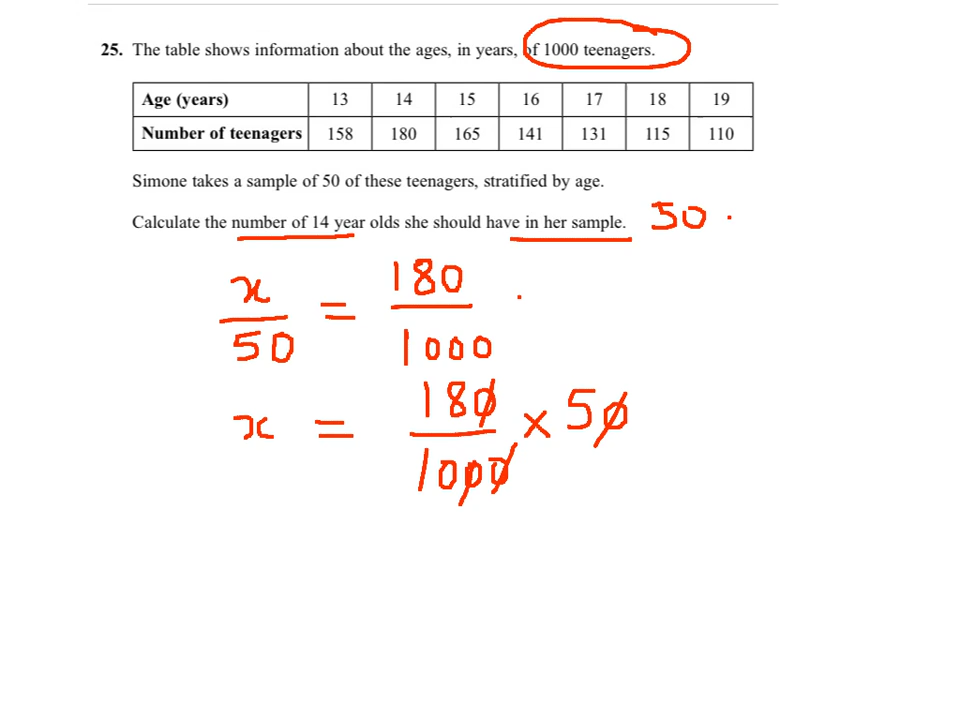 25. The table shows information about the ages, in years, of 1000 teenagers.
Age (years) 13 14 15 16 17 18 19
Number of teenagers 158 180 165 141 131 115 110
Simone takes a sample of 50 of these teenagers, stratified by age.
Calculate the number of 14 year olds she should have in her sample. 50
x/50 = 180/1000
x = 180/1000 × 50